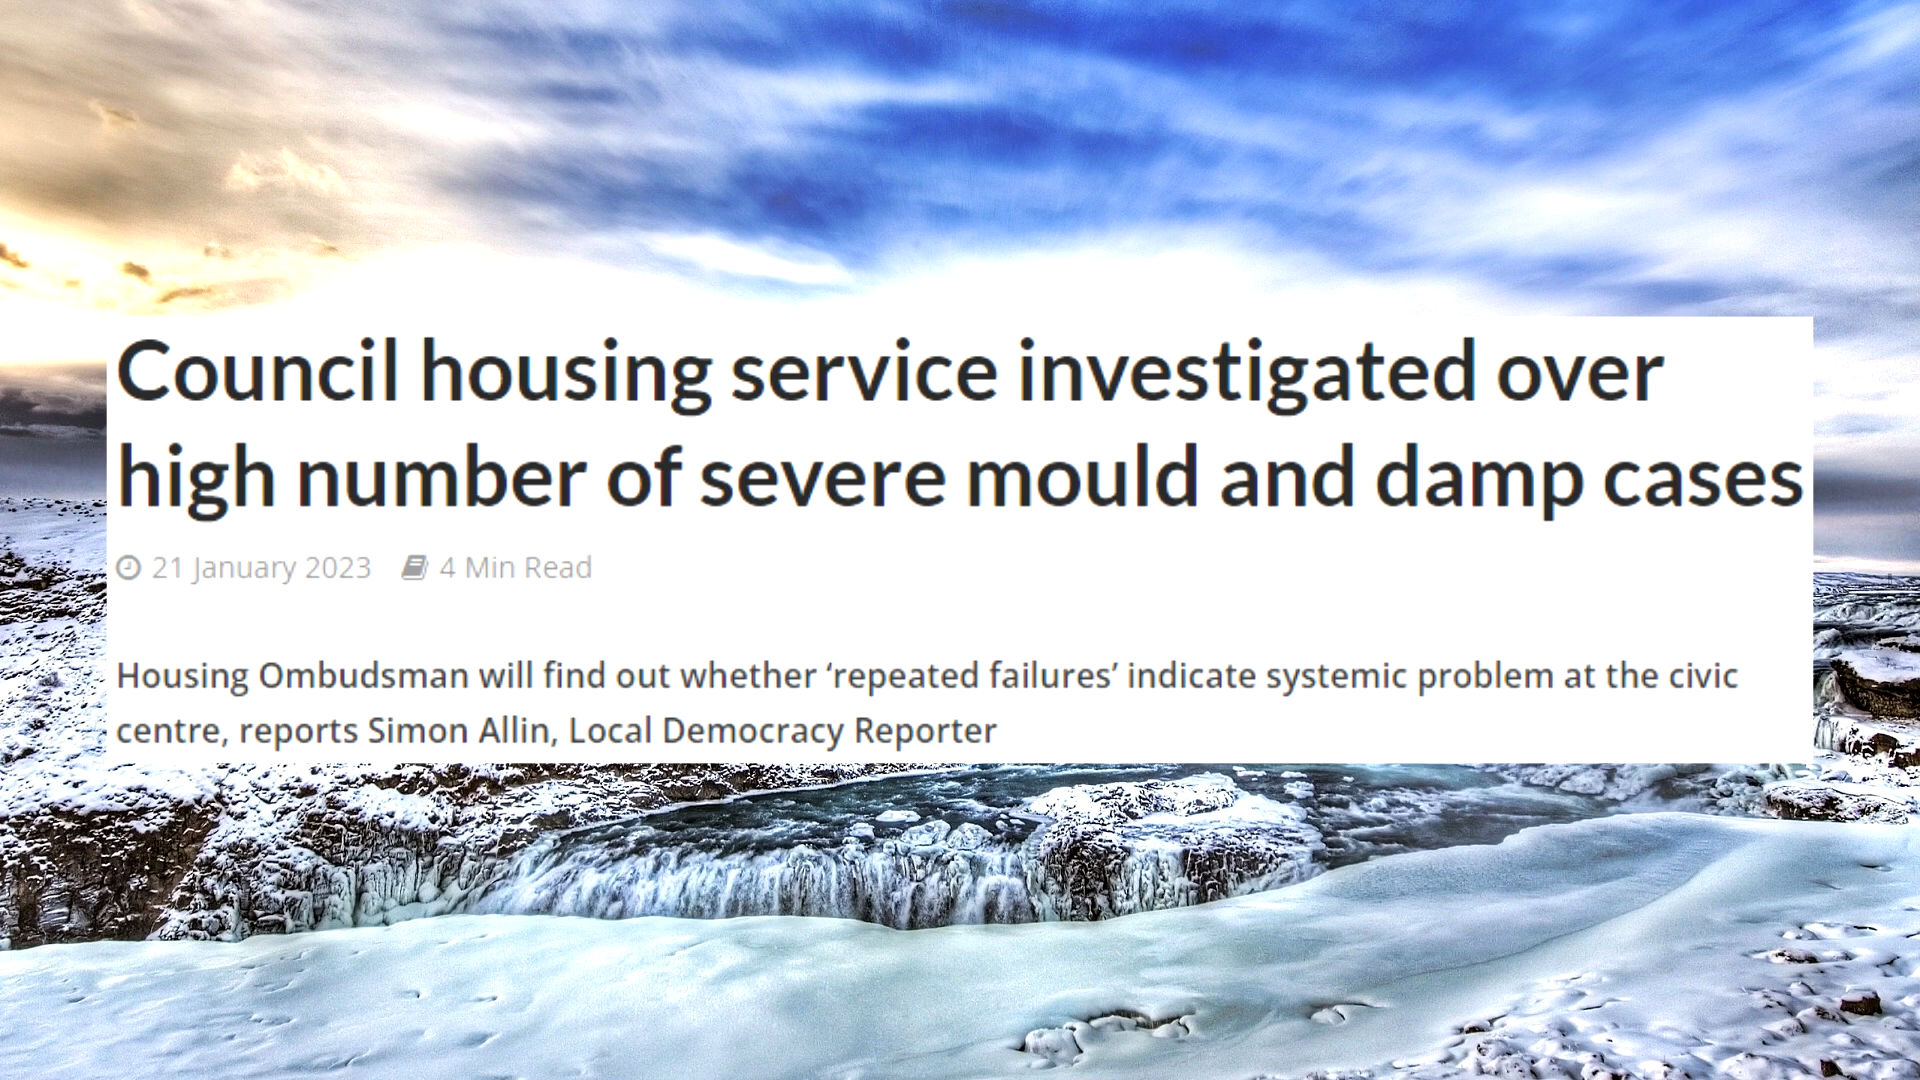 Council housing service investigated over
high number of severe mould and damp cases
21 January 2023 4 Min Read
Housing Ombudsman will find out whether ‘repeated failures’ indicate systemic problem at the civic
centre, reports Simon Allin, Local Democracy Reporter